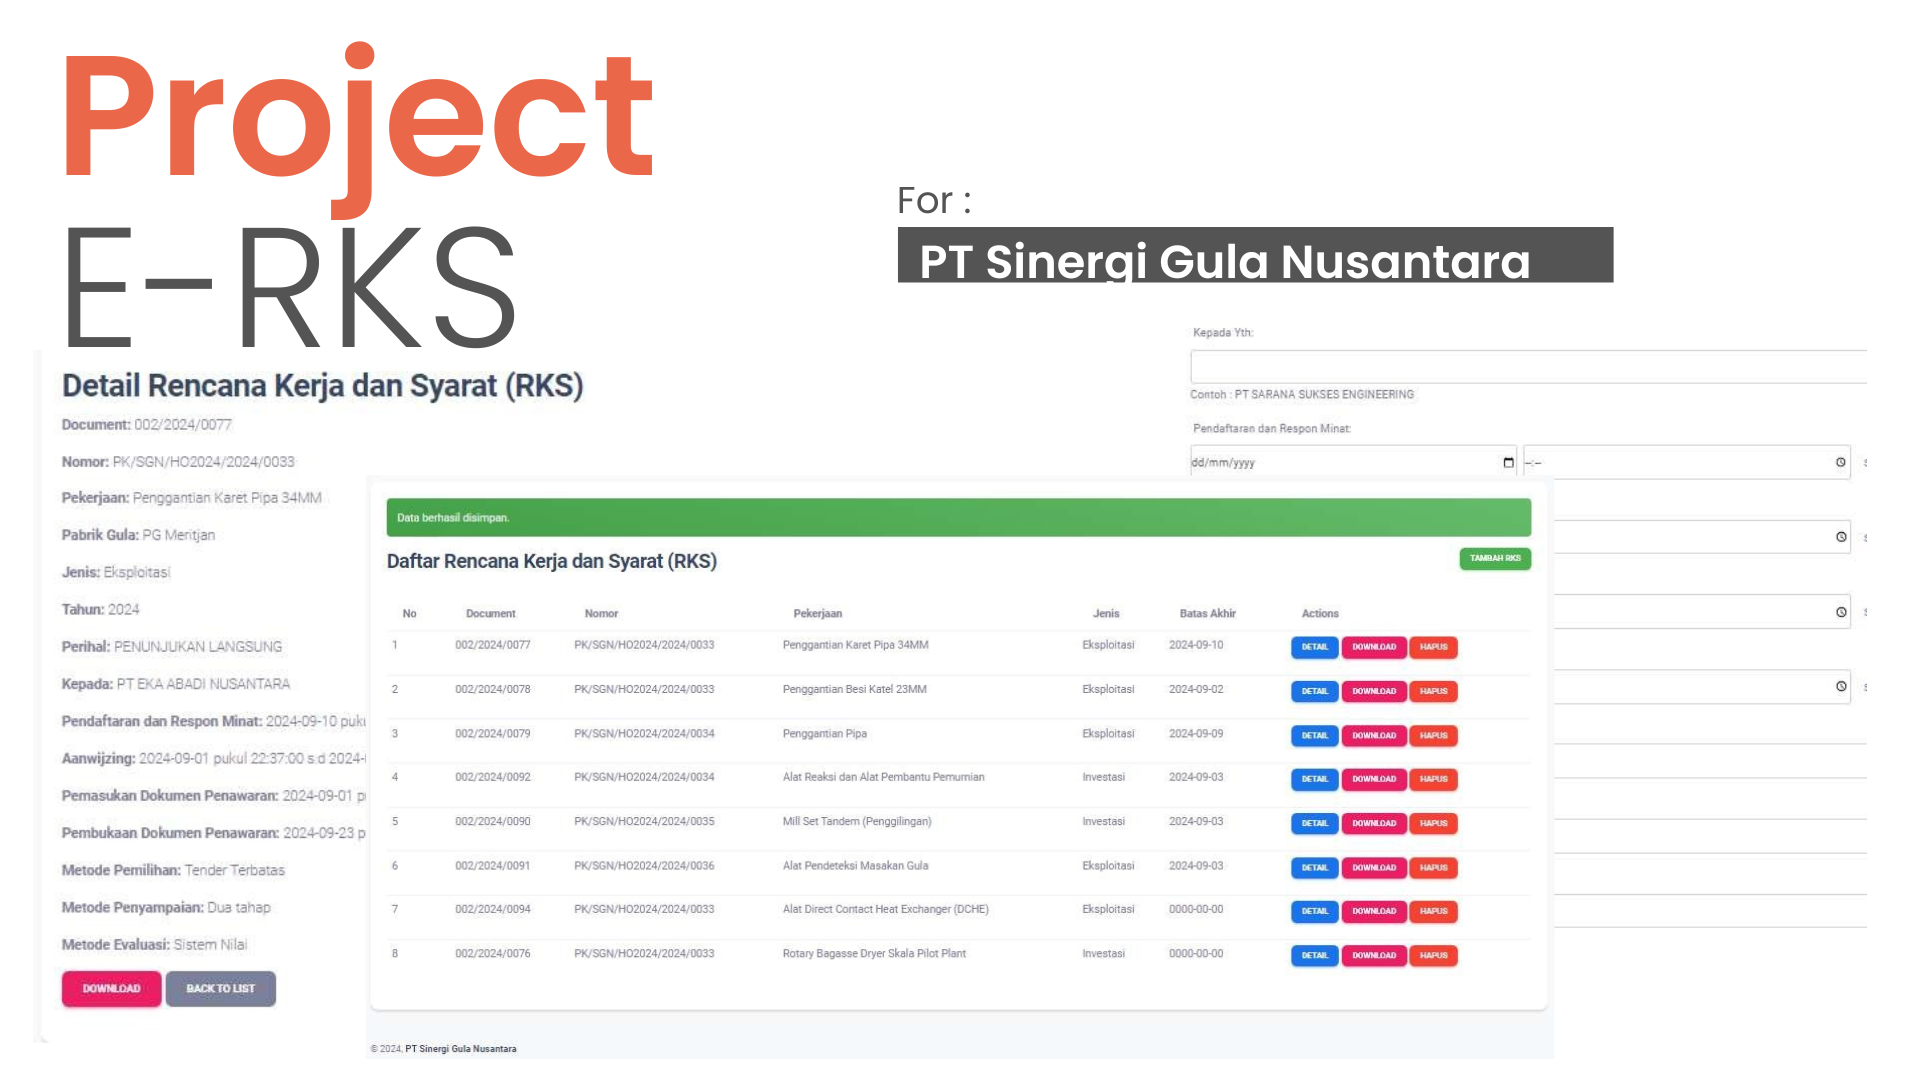 Project
E-RKS
For :
PT Sinergi Gula Nusantara
Detail Rencana Kerja dan Syarat (RKS)
Document: 002/2024/0077
Nomor: PK/SGN/HO2024/2024/0033
Pekerjaan: Penggantian Karet Pipa 34MM
Pabrik Gula: PG Meritjan
Jenis: Eksploitasi
Tahun: 2024
Perihal: PENUNJUKAN LANGSUNG
Kepada: PT EKA ABADI NUSANTARA
Pendaftaran dan Respon Minat: 2024-09-10
Aanwijzing: 2024-09-01 pukul 22:37:00 s.d 2024-
Pemasukan Dokumen Penawaran: 2024-09-01
Pembukaan Dokumen Penawaran: 2024-09-23
Metode Pemilihan: Tender Terbatas
Metode Penyampaian: Dua tahap
Metode Evaluasi: Sistem Nilai
DOWNLOAD BACK TO LIST
Kepada Yth:
Contoh : PT SARANA SUKSES ENGINEERING
Pendaftaran dan Respon Minat:
dd/mm/yyyy --:--
Data berhasil disimpan.
Daftar Rencana Kerja dan Syarat (RKS) TAMBAH RKS
No Document Nomor Pekerjaan Jenis Batas Akhir Actions
1 002/2024/0077 PK/SGN/HO2024/2024/0033 Penggantian Karet Pipa 34MM Eksploitasi 2024-09-10 DETAIL DOWNLOAD HAPUS
2 002/2024/0078 PK/SGN/HO2024/2024/0033 Penggantian Besi Katel 23MM Eksploitasi 2024-09-02 DETAIL DOWNLOAD HAPUS
3 002/2024/0079 PK/SGN/HO2024/2024/0034 Penggantian Pipa Eksploitasi 2024-09-09 DETAIL DOWNLOAD HAPUS
4 002/2024/0092 PK/SGN/HO2024/2024/0034 Alat Reaksi dan Alat Pembantu Pemurnian Investasi 2024-09-03 DETAIL DOWNLOAD HAPUS
5 002/2024/0090 PK/SGN/HO2024/2024/0035 Mill Set Tandem (Penggilingan) Investasi 2024-09-03 DETAIL DOWNLOAD HAPUS
6 002/2024/0091 PK/SGN/HO2024/2024/0036 Alat Pendeteksi Masakan Gula Eksploitasi 2024-09-03 DETAIL DOWNLOAD HAPUS
7 002/2024/0094 PK/SGN/HO2024/2024/0033 Alat Direct Contact Heat Exchanger (DCHE) Eksploitasi 0000-00-00 DETAIL DOWNLOAD HAPUS
8 002/2024/0076 PK/SGN/HO2024/2024/0033 Rotary Bagasse Dryer Skala Pilot Plant Investasi 0000-00-00 DETAIL DOWNLOAD HAPUS
© 2024, PT Sinergi Gula Nusantara